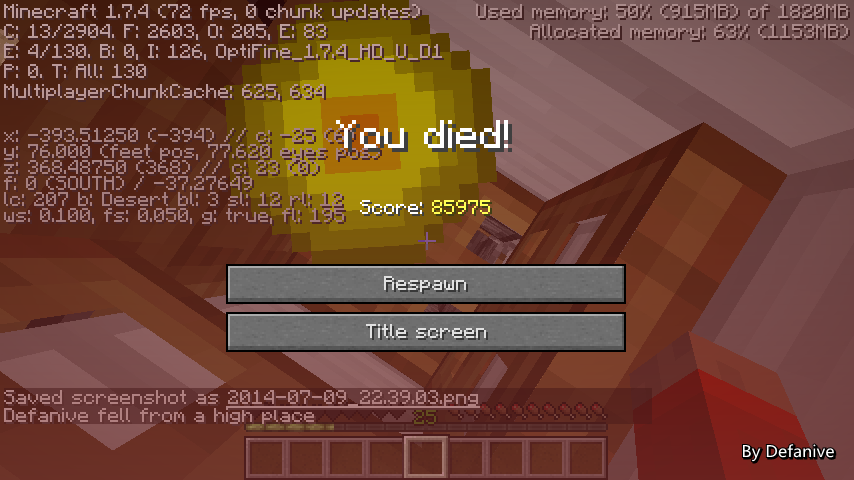 Minecraft 1.7.4 (72 fps, 0 chunk updates)
Used memory: 50% (915MB) of 1820MB
C: 13/2904, F: 2603, O: 205, E: 83
Allocated memory: 63% (1153MB)
E: 4/130, B: 0, I: 126, OptiFine_1.7.4_HD_U_D1
P: 0, T: All: 130
MultiplayerChunkCache: 625, 634
x: -393.51250 (-394) // c: -25 (6)
You died!
y: 76.000 (feet pos, 77.620 eyes pos)
z: 368.48750 (368) // c: 23 (0)
f: 0 (SOUTH) / -37.27649
lc: 207 b: Desert bl: 3 sl: 12 rl: 12
ws: 0.100, fs: 0.050, g: true, fl: 195
Score: 85975
Respawn
Title screen
Saved screenshot as 2014-07-09_22.39.03.png
Defanive fell from a high place
25
By Defanive